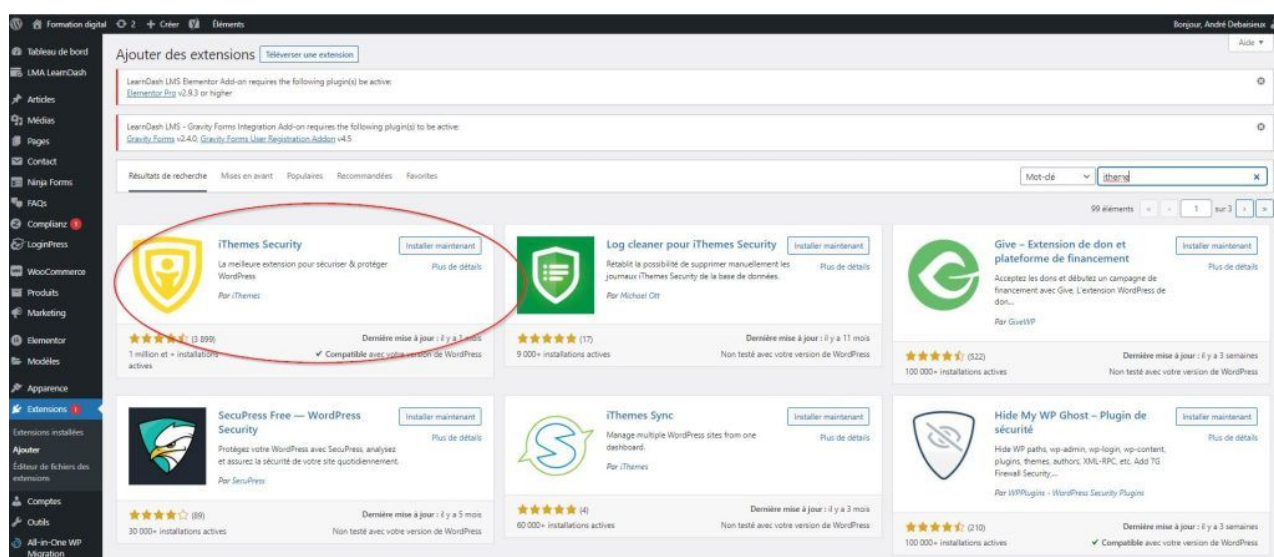 Formation digital 2 Créer Éléments Bonjour, André Debaisieux
Aide
Tableau de bord
LMA LearnDash
Articles
Médias
Pages
Contact
Ninja Forms
FAQs
Complianz 1
LoginPress
WooCommerce
Produits
Marketing
Elementor
Modèles
Apparence
Extensions 1
Extensions installées
Ajouter
Éditeur de fichiers des
extensions
Comptes
Outils
All-in-One WP
Migration
Ajouter des extensions Téléverser une extension
LearnDash LMS Elementor Add-on requires the following plugin(s) be active:
Elementor Pro v2.9.3 or higher
LearnDash LMS - Gravity Forms Integration Add-on requires the following plugin(s) to be active:
Gravity Forms v2.4.0, Gravity Forms User Registration Addon v4.5
Résultats de recherche Mises en avant Populaires Recommandées Favorites Mot-clé itheme
99 éléments « ‹ 1 sur 3 › »
iThemes Security
Installer maintenant
Plus de détails
La meilleure extension pour sécuriser & protéger
WordPress
Par iThemes
(3 899)
1 million et + installations
actives
Dernière mise à jour : il y a 2 mois
Compatible avec votre version de WordPress
Log cleaner pour iThemes Security
Installer maintenant
Plus de détails
Rétablit la possibilité de supprimer manuellement les
journaux iThemes Security de la base de données.
Par Michael Ott
(17)
9 000+ installations actives
Dernière mise à jour : il y a 11 mois
Non testé avec votre version de WordPress
Give – Extension de don et
plateforme de financement
Installer maintenant
Plus de détails
Acceptez les dons et débutez un campagne de
financement avec Give, L'extension WordPress de
don...
Par GiveWP
(522)
100 000+ installations actives
Dernière mise à jour : il y a 3 semaines
Non testé avec votre version de WordPress
SecuPress Free — WordPress
Security
Installer maintenant
Plus de détails
Protégez votre WordPress avec SecuPress, analysez
et assurez la sécurité de votre site quotidiennement.
Par SecuPress
(89)
30 000+ installations actives
Dernière mise à jour : il y a 5 mois
Non testé avec votre version de WordPress
iThemes Sync
Installer maintenant
Plus de détails
Manage multiple WordPress sites from one
dashboard.
Par iThemes
(4)
60 000+ installations actives
Dernière mise à jour : il y a 3 mois
Non testé avec votre version de WordPress
Hide My WP Ghost – Plugin de
sécurité
Installer maintenant
Plus de détails
Hide WP paths, wp-admin, wp-login, wp-content,
plugins, themes, authors, XML-RPC, etc. Add 7G
Firewall Security,...
Par WPPlugins - WordPress Security Plugins
(210)
100 000+ installations actives
Dernière mise à jour : il y a 3 semaines
Compatible avec votre version de WordPress